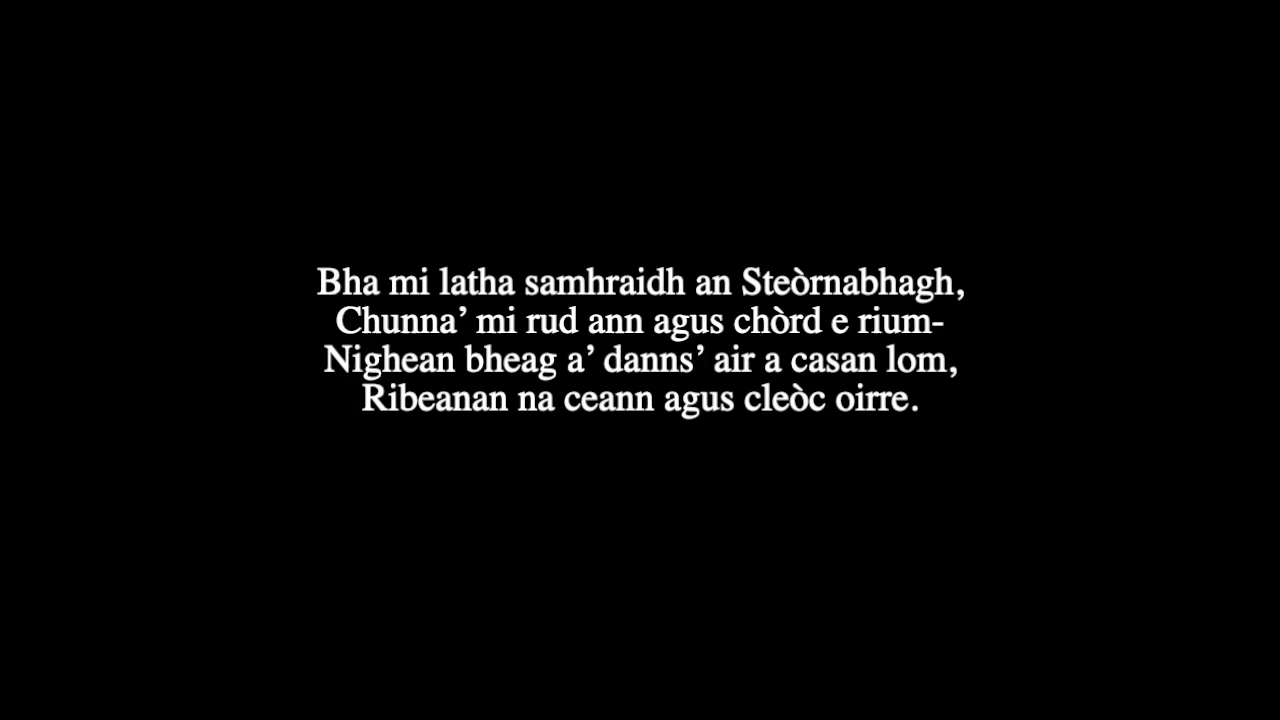 Bha mi latha samhraidh an Steòrnabhagh,
Chunna’ mi rud ann agus chòrd e rium-
Nighean bheag a’ danns’ air a casan lom,
Ribeanan na ceann agus cleòc oirre.